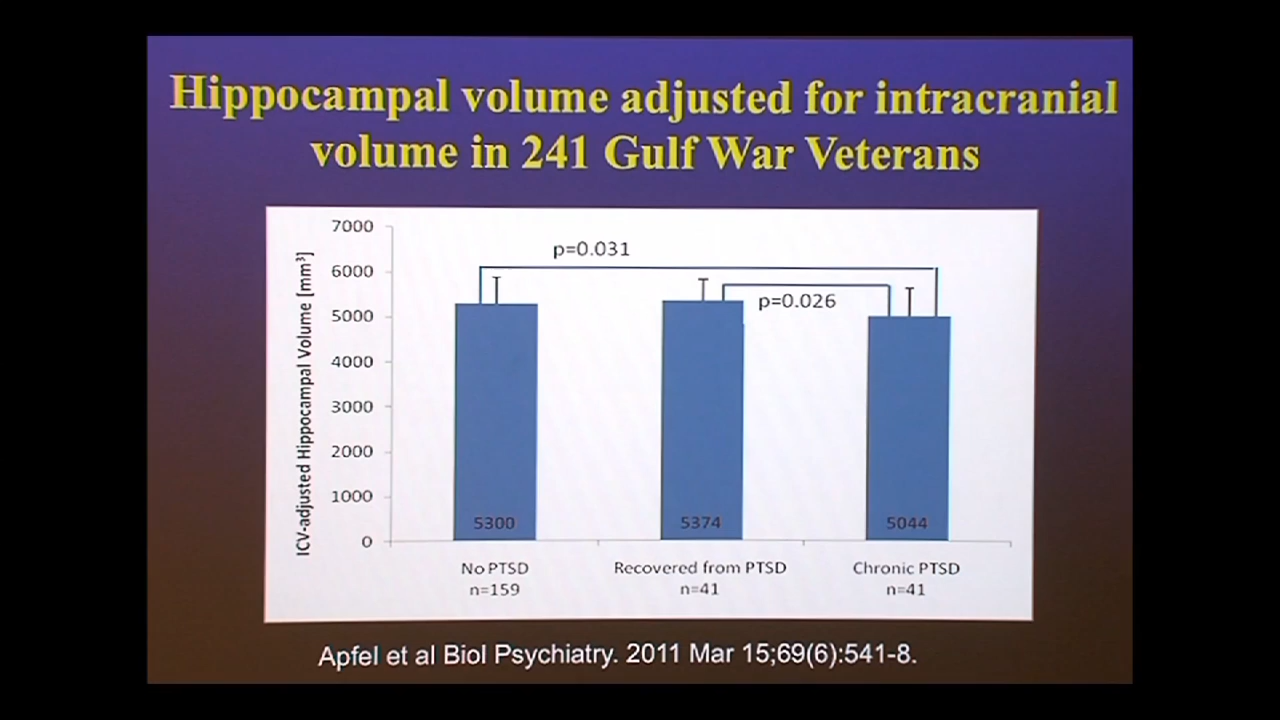 Hippocampal volume adjusted for intracranial
volume in 241 Gulf War Veterans
ICV-adjusted Hippocampal Volume [mm³]
7000
6000
5000
4000
3000
2000
1000
0
p=0.031
p=0.026
5300
5374
5044
No PTSD
n=159
Recovered from PTSD
n=41
Chronic PTSD
n=41
Apfel et al Biol Psychiatry. 2011 Mar 15;69(6):541-8.